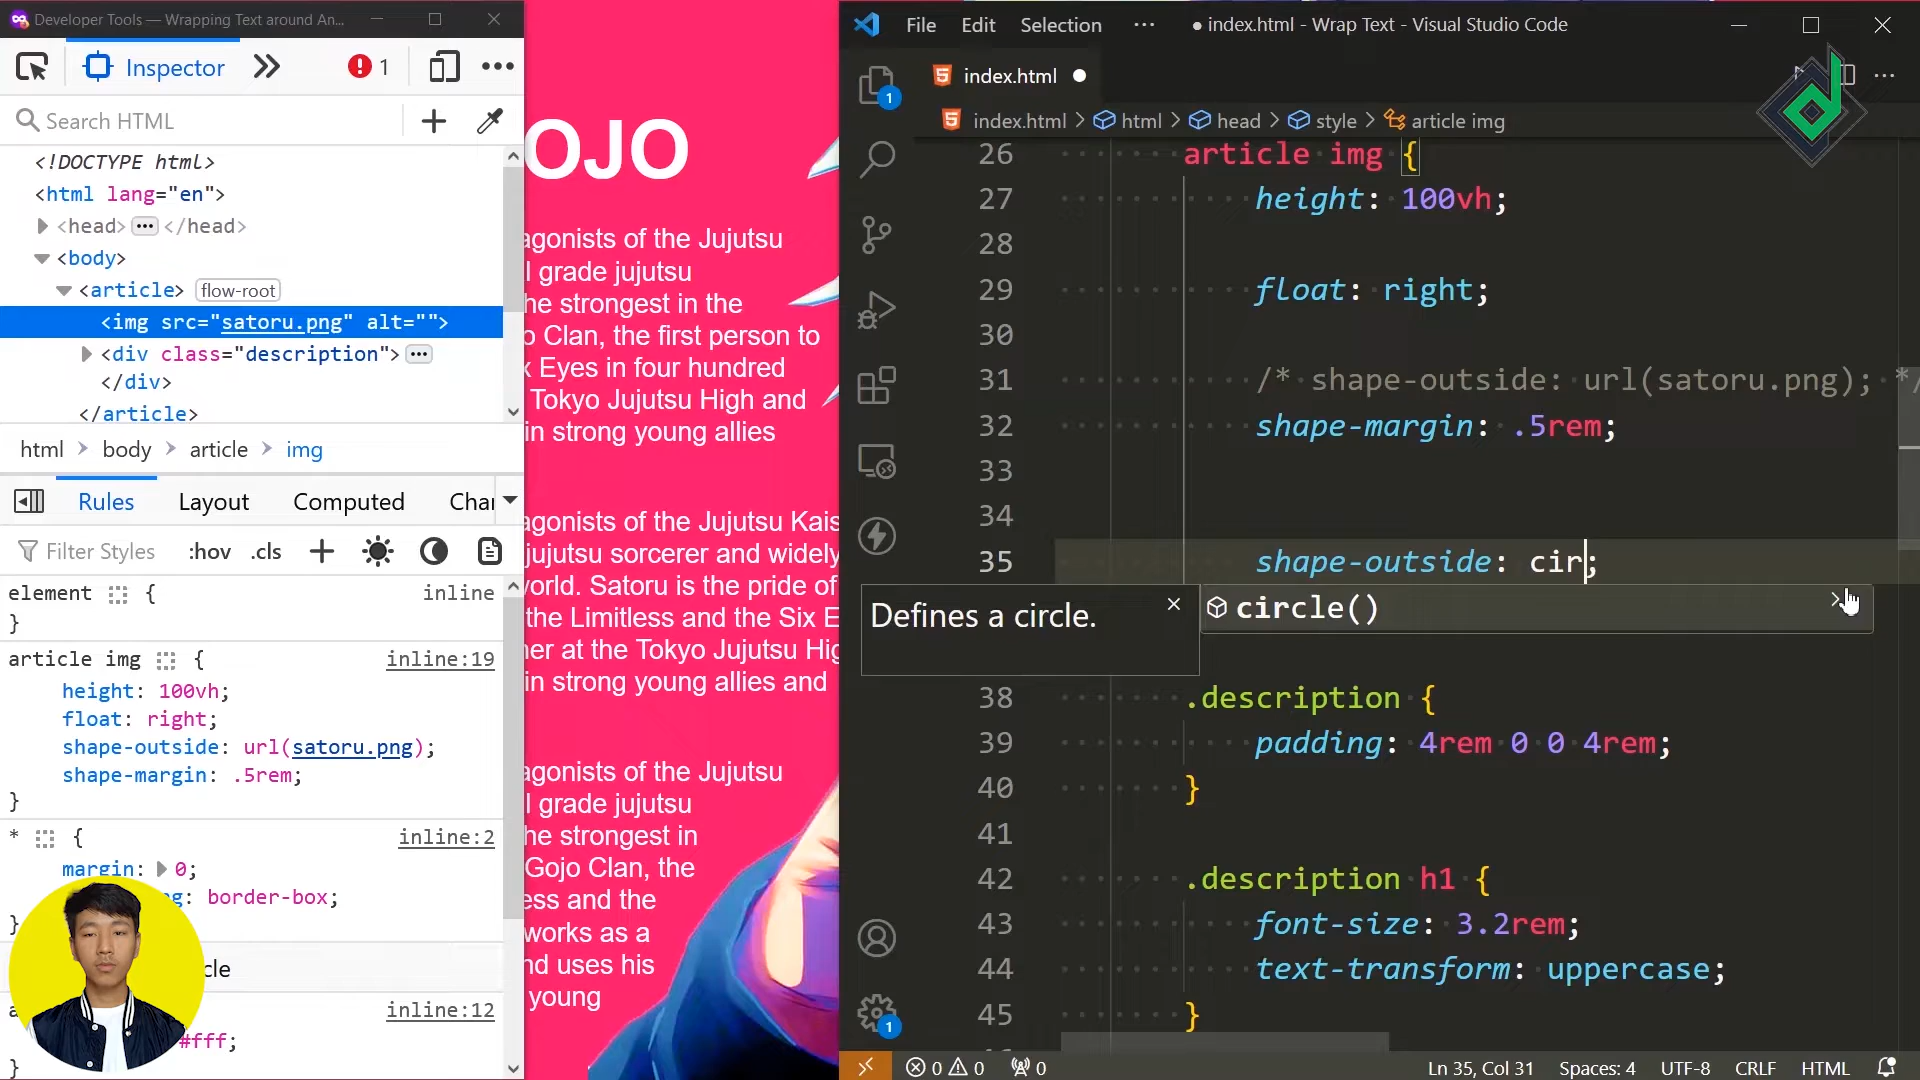 Developer Tools — Wrapping Text around An...
Inspector
1
Search HTML
<!DOCTYPE html>
<html lang="en">
<head> ••• </head>
<body>
<article> flow-root
<img src="satoru.png" alt="">
<div class="description"> •••
</div>
</article>
html > body > article > img
Rules Layout Computed
Filter Styles :hov .cls
element { inline
}
article img { inline:19
height: 100vh;
float: right;
shape-outside: url(satoru.png);
shape-margin: .5rem;
}
* { inline:2
margin: 0;
border-box;
}
inline:12
#fff;
}
OJO
agonists of the Jujutsu
l grade jujutsu
he strongest in the
o Clan, the first person to
x Eyes in four hundred
Tokyo Jujutsu High and
in strong young allies
agonists of the Jujutsu Kais
jujutsu sorcerer and widely
world. Satoru is the pride of
the Limitless and the Six E
her at the Tokyo Jujutsu Hig
in strong young allies and
agonists of the Jujutsu
l grade jujutsu
he strongest in
Gojo Clan, the
ess and the
works as a
nd uses his
young
File Edit Selection ··· ● index.html - Wrap Text - Visual Studio Code
index.html ●
index.html > html > head > style > article img
1
26 article img {
27 height: 100vh;
28
29 float: right;
30
31 /* shape-outside: url(satoru.png); */
32 shape-margin: .5rem;
33
34
35 shape-outside: cir;
Defines a circle. ×
circle()
38 .description {
39 padding: 4rem 0 0 4rem;
40 }
41
42 .description h1 {
43 font-size: 3.2rem;
44 text-transform: uppercase;
45 }
1
0 0 0 Ln 35, Col 31 Spaces: 4 UTF-8 CRLF HTML